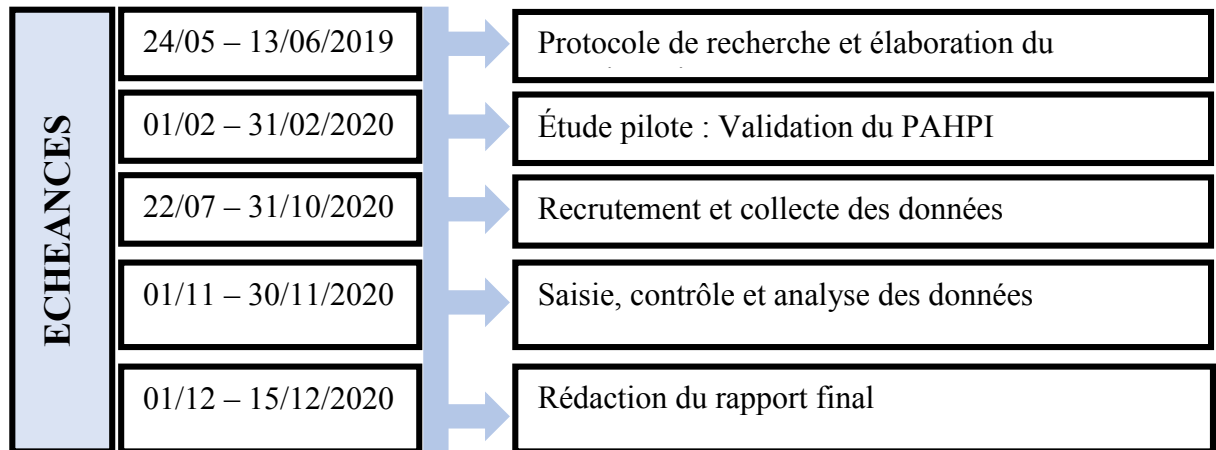 ECHEANCES
24/05 – 13/06/2019
Protocole de recherche et élaboration du
01/02 – 31/02/2020
Étude pilote : Validation du PAHPI
22/07 – 31/10/2020
Recrutement et collecte des données
01/11 – 30/11/2020
Saisie, contrôle et analyse des données
01/12 – 15/12/2020
Rédaction du rapport final